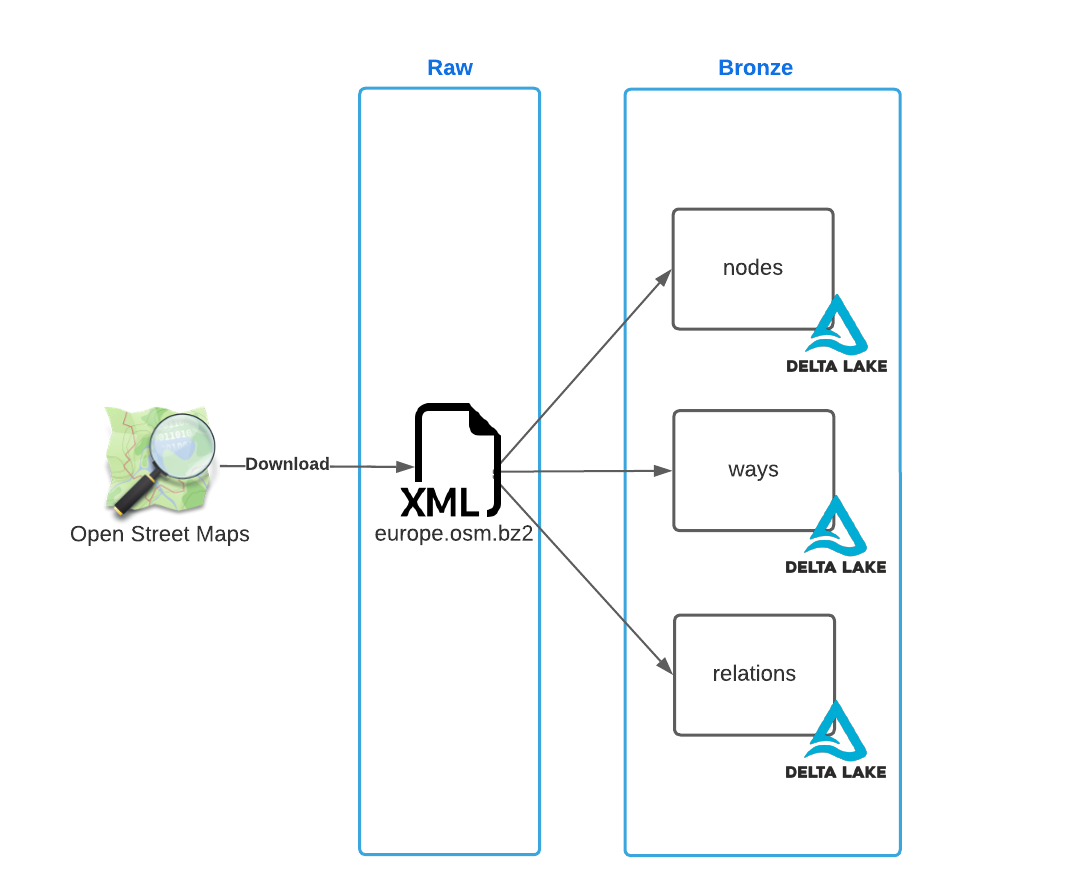 Raw
Bronze
nodes
DELTA LAKE
Download
XML
Open Street Maps
europe.osm.bz2
ways
DELTA LAKE
relations
DELTA LAKE